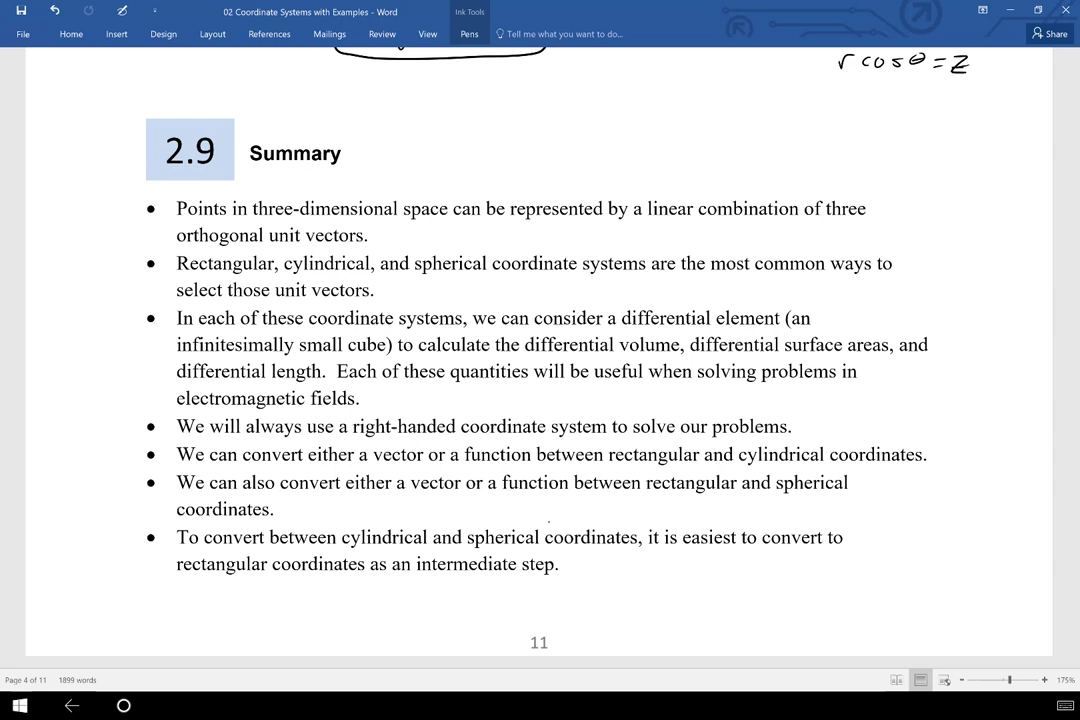 02 Coordinate Systems with Examples - Word
Ink Tools
File Home Insert Design Layout References Mailings Review View Pens Tell me what you want to do... Share
r cos θ = z
2.9 Summary
• Points in three-dimensional space can be represented by a linear combination of three
orthogonal unit vectors.
• Rectangular, cylindrical, and spherical coordinate systems are the most common ways to
select those unit vectors.
• In each of these coordinate systems, we can consider a differential element (an
infinitesimally small cube) to calculate the differential volume, differential surface areas, and
differential length. Each of these quantities will be useful when solving problems in
electromagnetic fields.
• We will always use a right-handed coordinate system to solve our problems.
• We can convert either a vector or a function between rectangular and cylindrical coordinates.
• We can also convert either a vector or a function between rectangular and spherical
coordinates.
• To convert between cylindrical and spherical coordinates, it is easiest to convert to
rectangular coordinates as an intermediate step.
11
Page 4 of 11 1899 words 175%